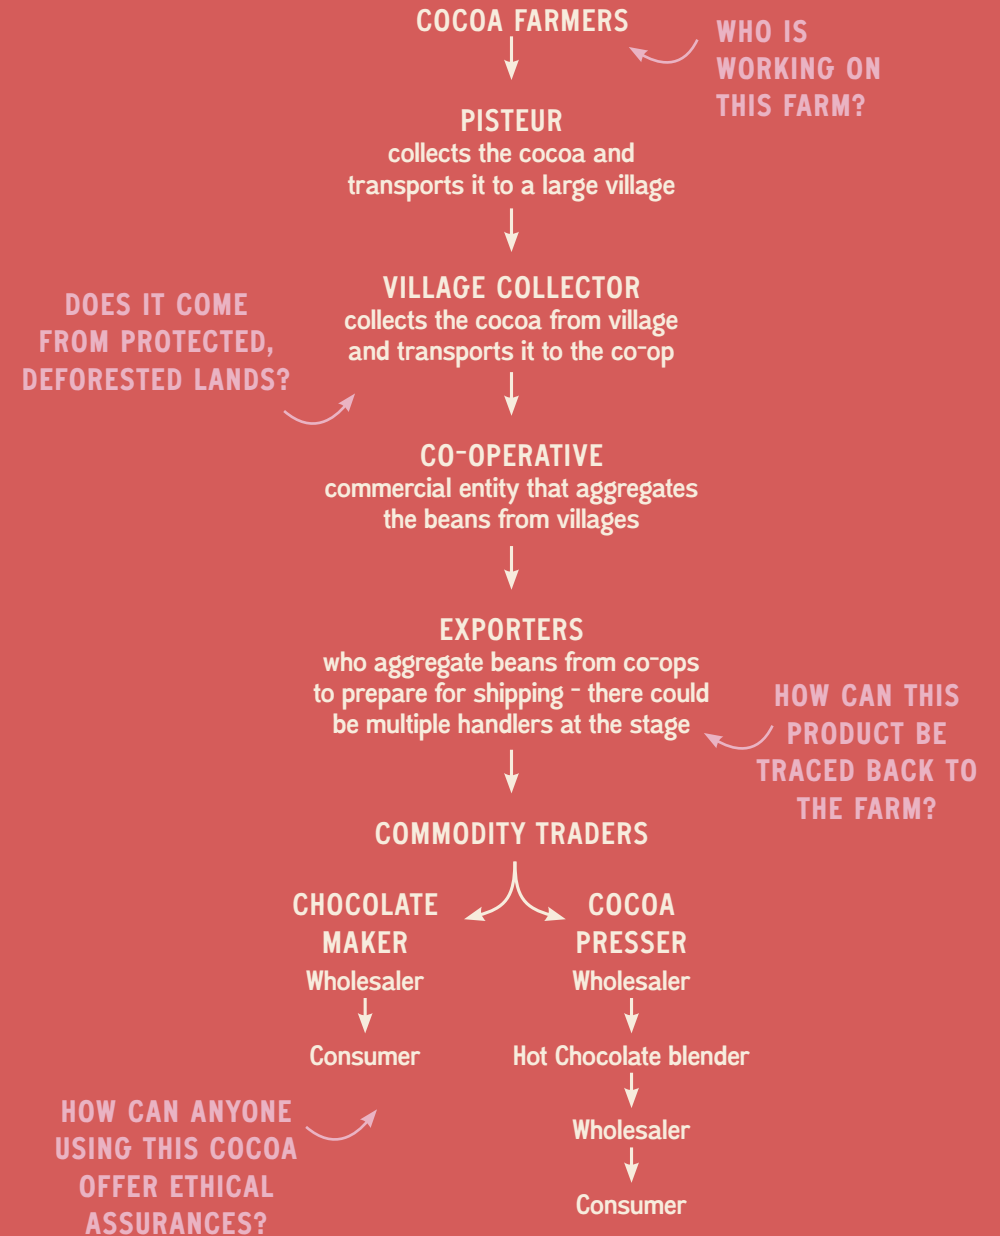 COCOA FARMERS
WHO IS
WORKING ON
THIS FARM?
PISTEUR
collects the cocoa and
transports it to a large village
VILLAGE COLLECTOR
collects the cocoa from village
and transports it to the co-op
DOES IT COME
FROM PROTECTED,
DEFORESTED LANDS?
CO-OPERATIVE
commercial entity that aggregates
the beans from villages
EXPORTERS
who aggregate beans from co-ops
to prepare for shipping - there could
be multiple handlers at the stage
HOW CAN THIS
PRODUCT BE
TRACED BACK TO
THE FARM?
COMMODITY TRADERS
CHOCOLATE
MAKER
Wholesaler
Consumer
COCOA
PRESSER
Wholesaler
Hot Chocolate blender
Wholesaler
Consumer
HOW CAN ANYONE
USING THIS COCOA
OFFER ETHICAL
ASSURANCES?